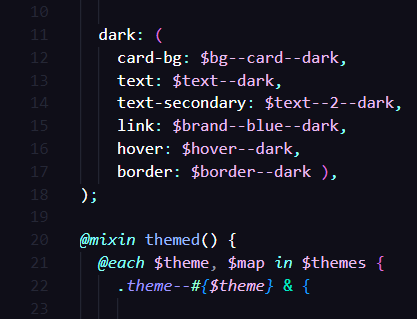 10
11 dark: (
12 card-bg: $bg--card--dark,
13 text: $text--dark,
14 text-secondary: $text--2--dark,
15 link: $brand--blue--dark,
16 hover: $hover--dark,
17 border: $border--dark ),
18 );
19
20 @mixin themed() {
21 @each $theme, $map in $themes {
22 .theme--#{$theme} & {
23